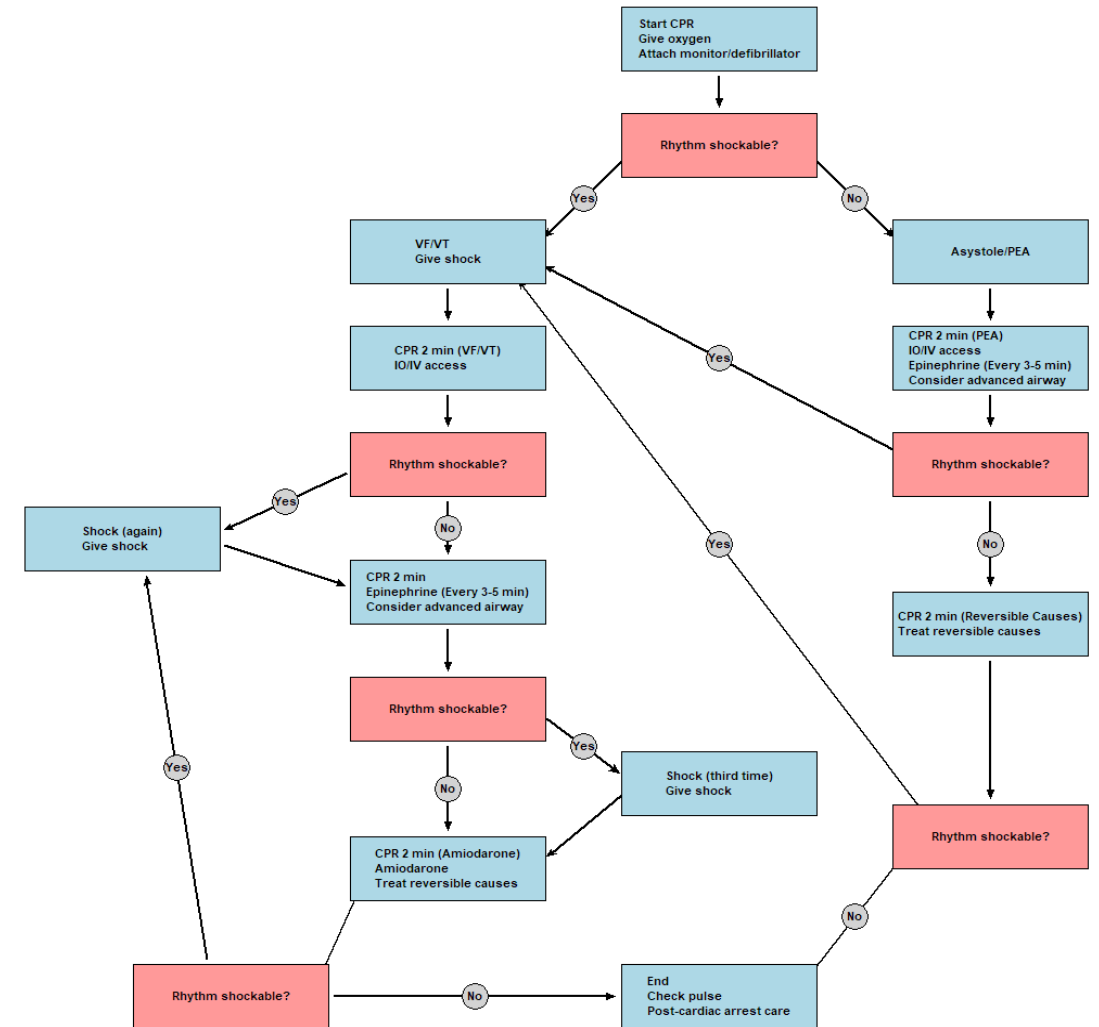 Start CPR
Give oxygen
Attach monitor/defibrillator
Rhythm shockable?
Yes
No
VF/VT
Give shock
Asystole/PEA
CPR 2 min (VF/VT)
IO/IV access
CPR 2 min (PEA)
IO/IV access
Epinephrine (Every 3-5 min)
Consider advanced airway
Yes
Rhythm shockable?
Rhythm shockable?
Yes
No
Yes
No
Shock (again)
Give shock
CPR 2 min
Epinephrine (Every 3-5 min)
Consider advanced airway
CPR 2 min (Reversible Causes)
Treat reversible causes
Rhythm shockable?
Yes
Yes
No
Shock (third time)
Give shock
Rhythm shockable?
CPR 2 min (Amiodarone)
Amiodarone
Treat reversible causes
No
Rhythm shockable?
No
End
Check pulse
Post-cardiac arrest care